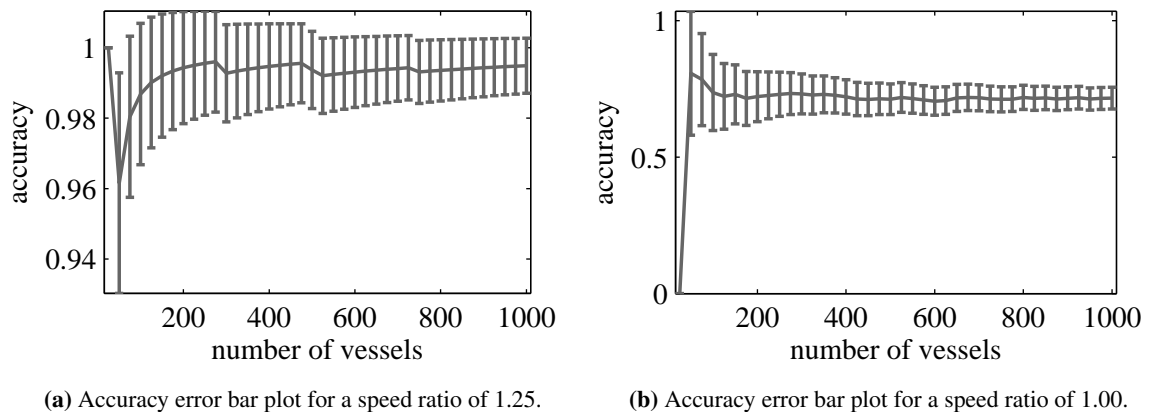 1
0.98
0.96
0.94
accuracy
200 400 600 800 1000
number of vessels
(a) Accuracy error bar plot for a speed ratio of 1.25.
1
0.5
0
accuracy
200 400 600 800 1000
number of vessels
(b) Accuracy error bar plot for a speed ratio of 1.00.